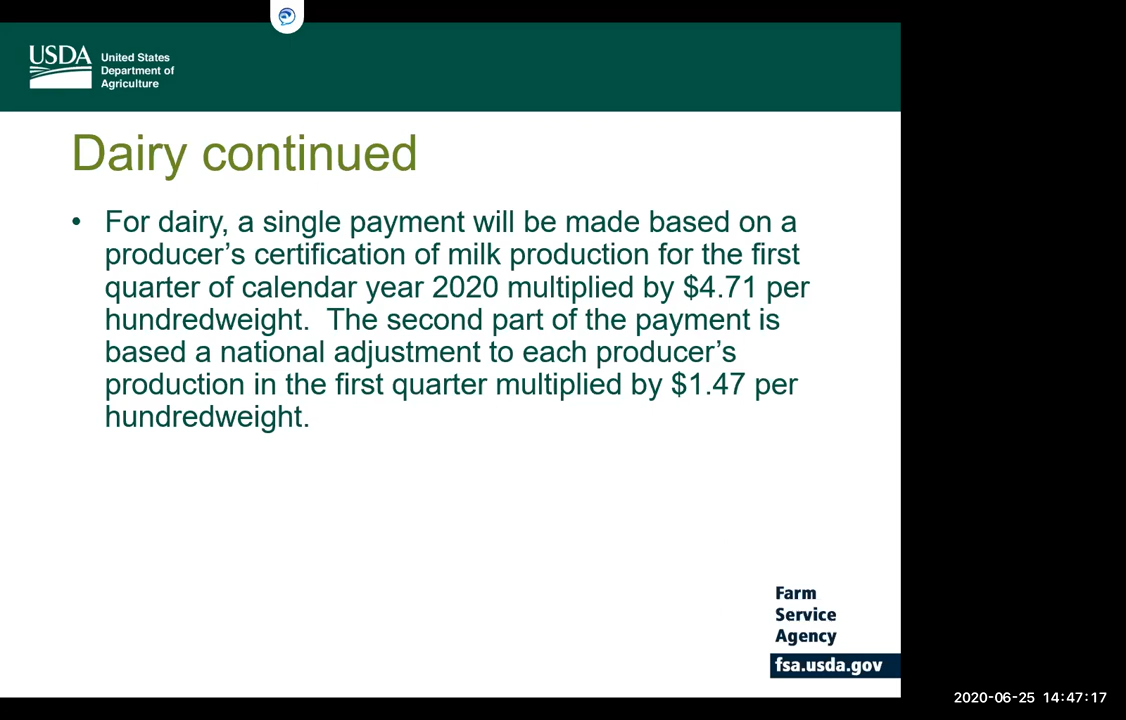 USDA
United States
Department of
Agriculture
Dairy continued
• For dairy, a single payment will be made based on a
producer’s certification of milk production for the first
quarter of calendar year 2020 multiplied by $4.71 per
hundredweight.  The second part of the payment is
based a national adjustment to each producer’s
production in the first quarter multiplied by $1.47 per
hundredweight.
Farm
Service
Agency
fsa.usda.gov
2020-06-25 14:47:17